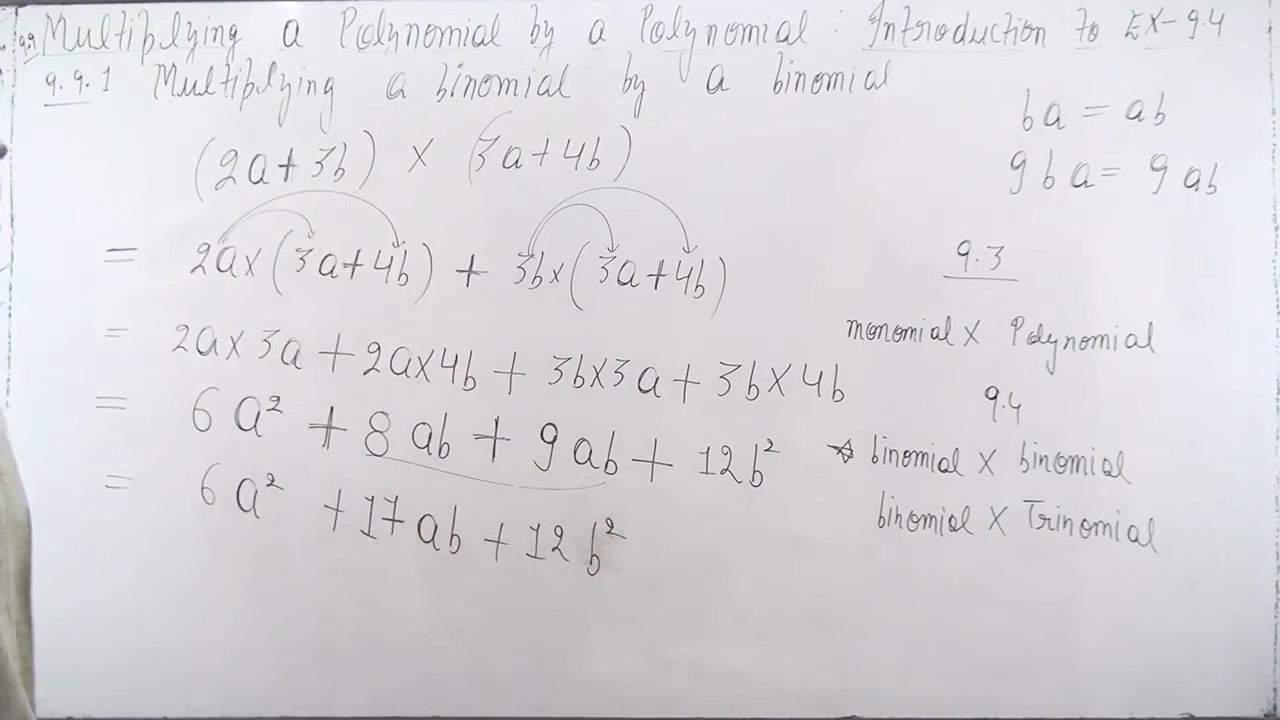 9.9 Multiplying a Polynomial by a Polynomial : Introduction to EX-9.4
9.9.1 Multiplying a binomial by a binomial
(2a+3b) × (3a+4b)
= 2a×(3a+4b) + 3b×(3a+4b)
= 2a×3a+2a×4b+3b×3a+3b×4b
= 6a² + 8ab + 9ab + 12b²
= 6a² +17ab+12b²
ba = ab
9ba = 9ab
9.3
monomial × Polynomial
9.4
binomial × binomial
binomial × Trinomial